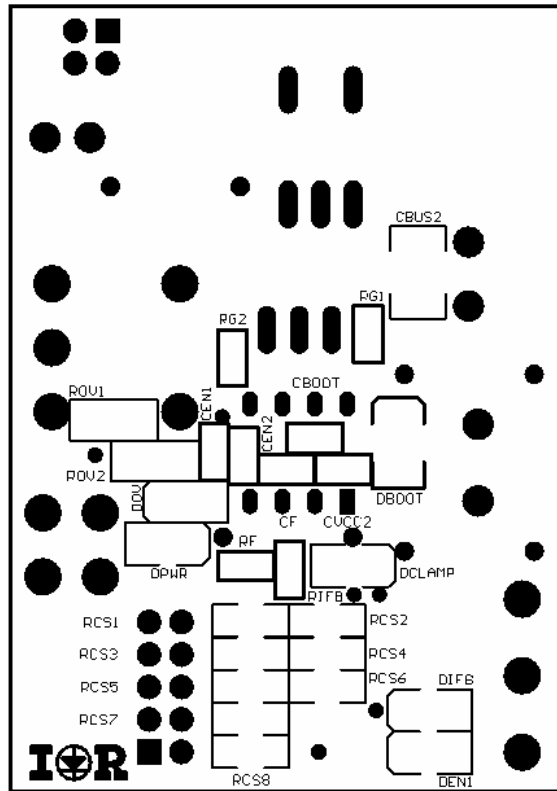 CBUS2
RG1
RG2
CBOOT
ROV1
CEN1
CEN2
ROV2
DOV
DBOOT
CF
CVCC2
RF
DPWR
DCLAMP
RIFB
RCS1
RCS2
RCS3
RCS4
RCS5
RCS6
DIFB
RCS7
IOR
RCS8
DEN1